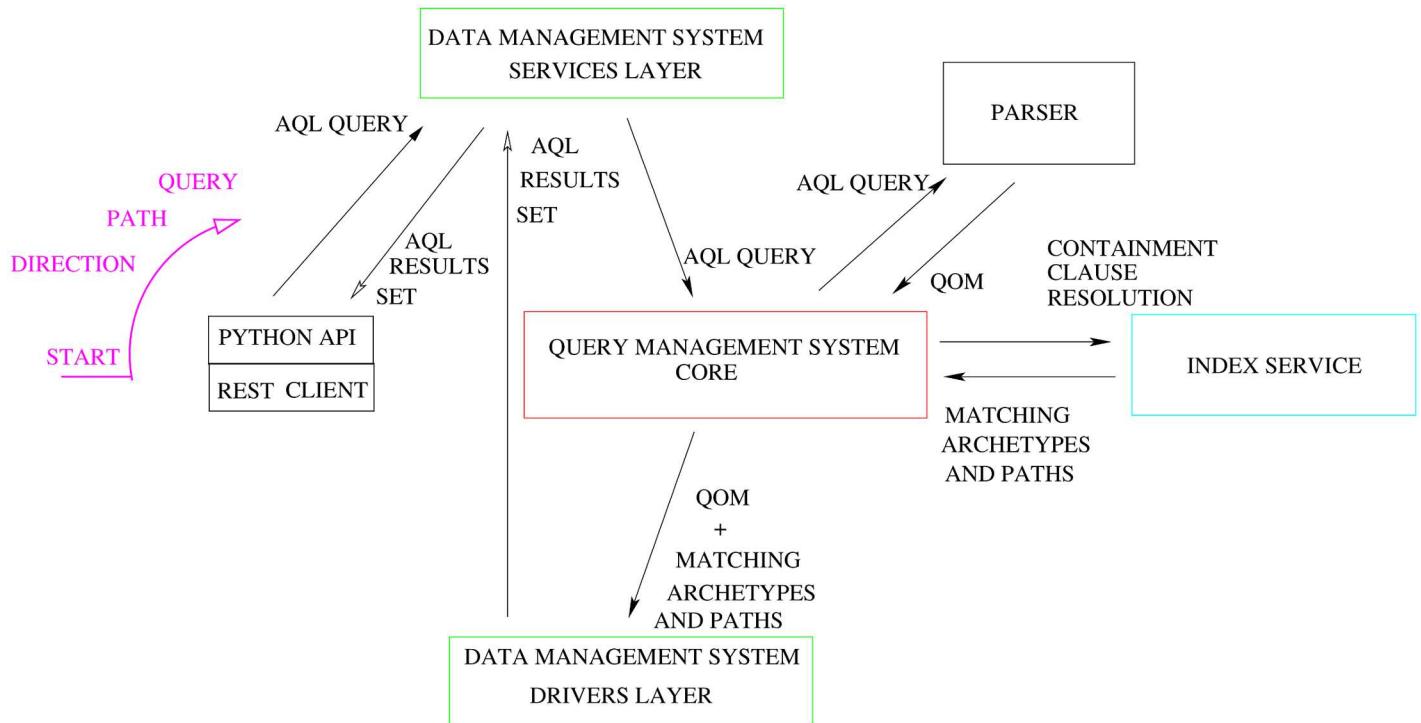 DATA MANAGEMENT SYSTEM
SERVICES LAYER
PARSER
AQL QUERY
AQL
RESULTS
SET
QUERY
PATH
DIRECTION
START
AQL
RESULTS
SET
AQL QUERY
AQL QUERY
QOM
CONTAINMENT
CLAUSE
RESOLUTION
PYTHON API
REST CLIENT
QUERY MANAGEMENT SYSTEM
CORE
INDEX SERVICE
MATCHING
ARCHETYPES
AND PATHS
QOM
+
MATCHING
ARCHETYPES
AND PATHS
DATA MANAGEMENT SYSTEM
DRIVERS LAYER